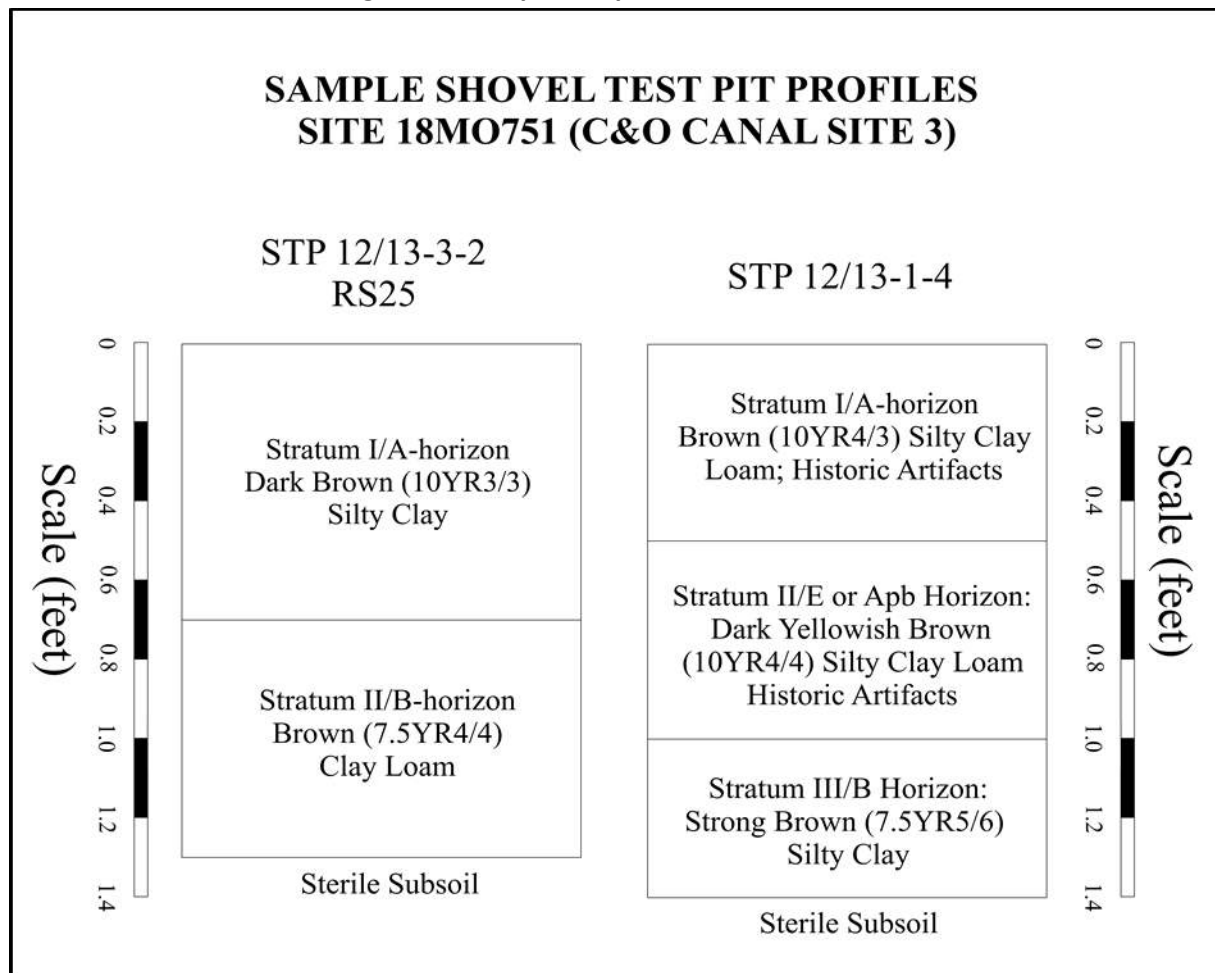 SAMPLE SHOVEL TEST PIT PROFILES
SITE 18MO751 (C&O CANAL SITE 3)
STP 12/13-3-2
RS25
Scale (feet)
0
0.2
0.4
0.6
0.8
1.0
1.2
1.4
Stratum I/A-horizon
Dark Brown (10YR3/3)
Silty Clay
Stratum II/B-horizon
Brown (7.5YR4/4)
Clay Loam
Sterile Subsoil
STP 12/13-1-4
Stratum I/A-horizon
Brown (10YR4/3) Silty Clay
Loam; Historic Artifacts
Stratum II/E or Apb Horizon:
Dark Yellowish Brown
(10YR4/4) Silty Clay Loam
Historic Artifacts
Stratum III/B Horizon:
Strong Brown (7.5YR5/6)
Silty Clay
Sterile Subsoil
0
0.2
0.4
0.6
0.8
1.0
1.2
1.4
Scale (feet)